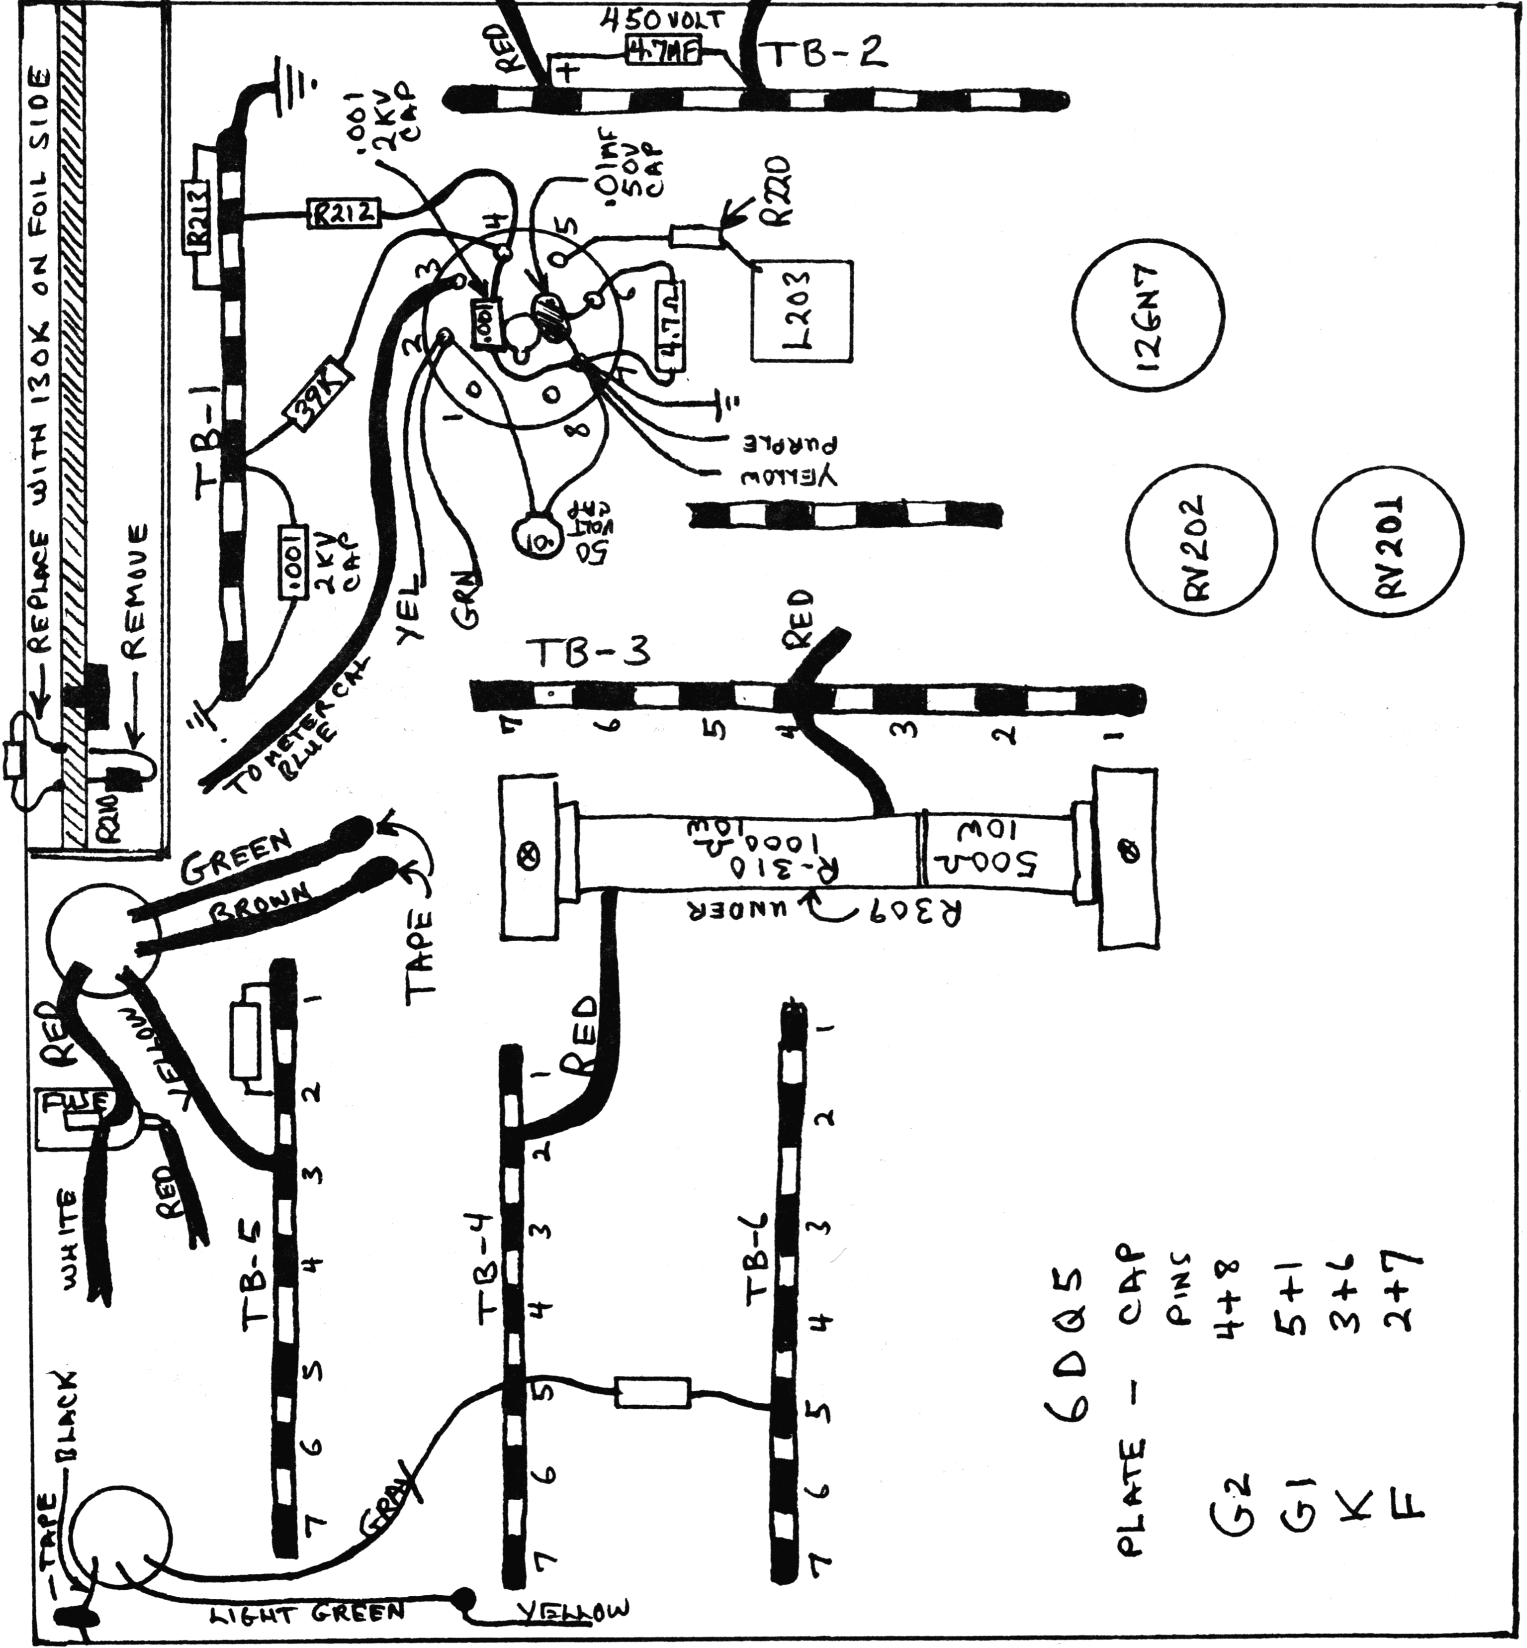 REPLACE WITH 130K ON FOIL SIDE
REMOVE
R210
450 VOLT
RED
+
4.7MF
TB-2
.001
2KV
CAP
.01MF
50V
CAP
R213
R212
R220
L203
12GN7
TB-1
39K
.001
2KV
CAP
1
2
3
4
5
6
7
8
.001
4.7Ω
PURPLE
YELLOW
50
VOLT
CAP
YEL
GRN
TO METER CAL
BLUE
RV202
RV201
TB-3
RED
7
6
5
4
3
2
1
R-310
1000Ω
10W
500Ω
10W
R309
UNDER
GREEN
BROWN
TAPE
RED
YELLOW
FUSE
WHITE
RED
TB-5
1
2
3
4
5
6
7
RED
TB-4
1
2
3
4
5
6
7
TB-6
1
2
3
4
5
6
7
TAPE
BLACK
GRAY
LIGHT GREEN
YELLOW
6DQ5
PLATE - CAP
PINS
G2 4+8
G1 5+1
K 3+6
F 2+7